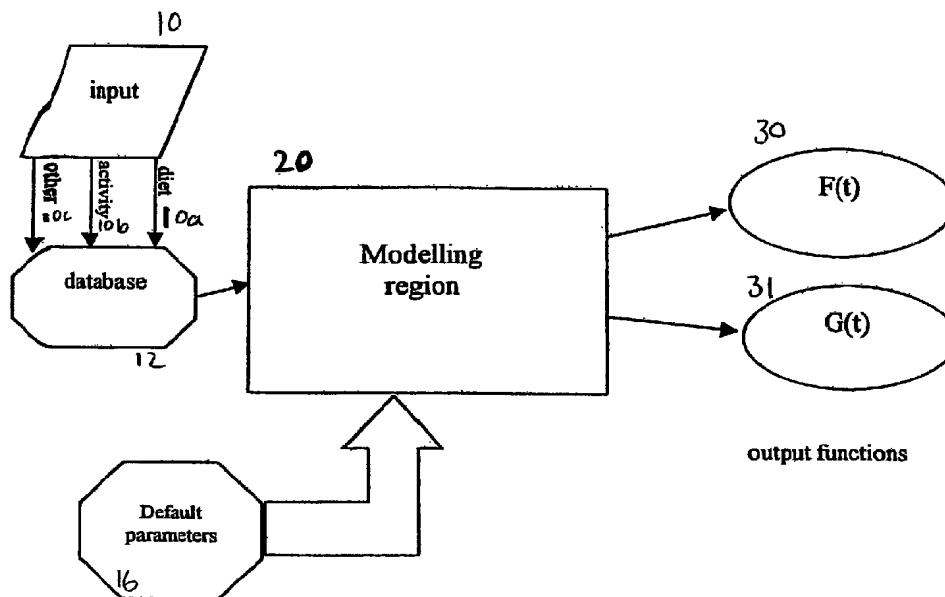 10
input
other 10c
activity 10b
diet 10a
database
12
20
Modelling
region
30
F(t)
31
G(t)
output functions
Default
parameters
16